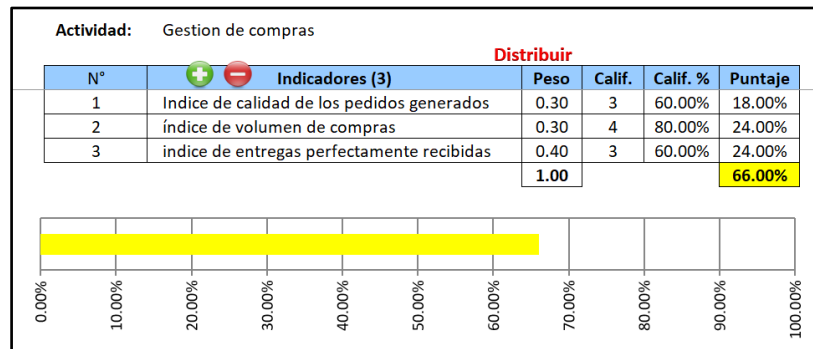 Actividad: Gestion de compras
Distribuir
N° Indicadores (3) Peso Calif. Calif. % Puntaje
1 Indice de calidad de los pedidos generados 0.30 3 60.00% 18.00%
2 índice de volumen de compras 0.30 4 80.00% 24.00%
3 indice de entregas perfectamente recibidas 0.40 3 60.00% 24.00%
1.00 66.00%
0.00% 10.00% 20.00% 30.00% 40.00% 50.00% 60.00% 70.00% 80.00% 90.00% 100.00%